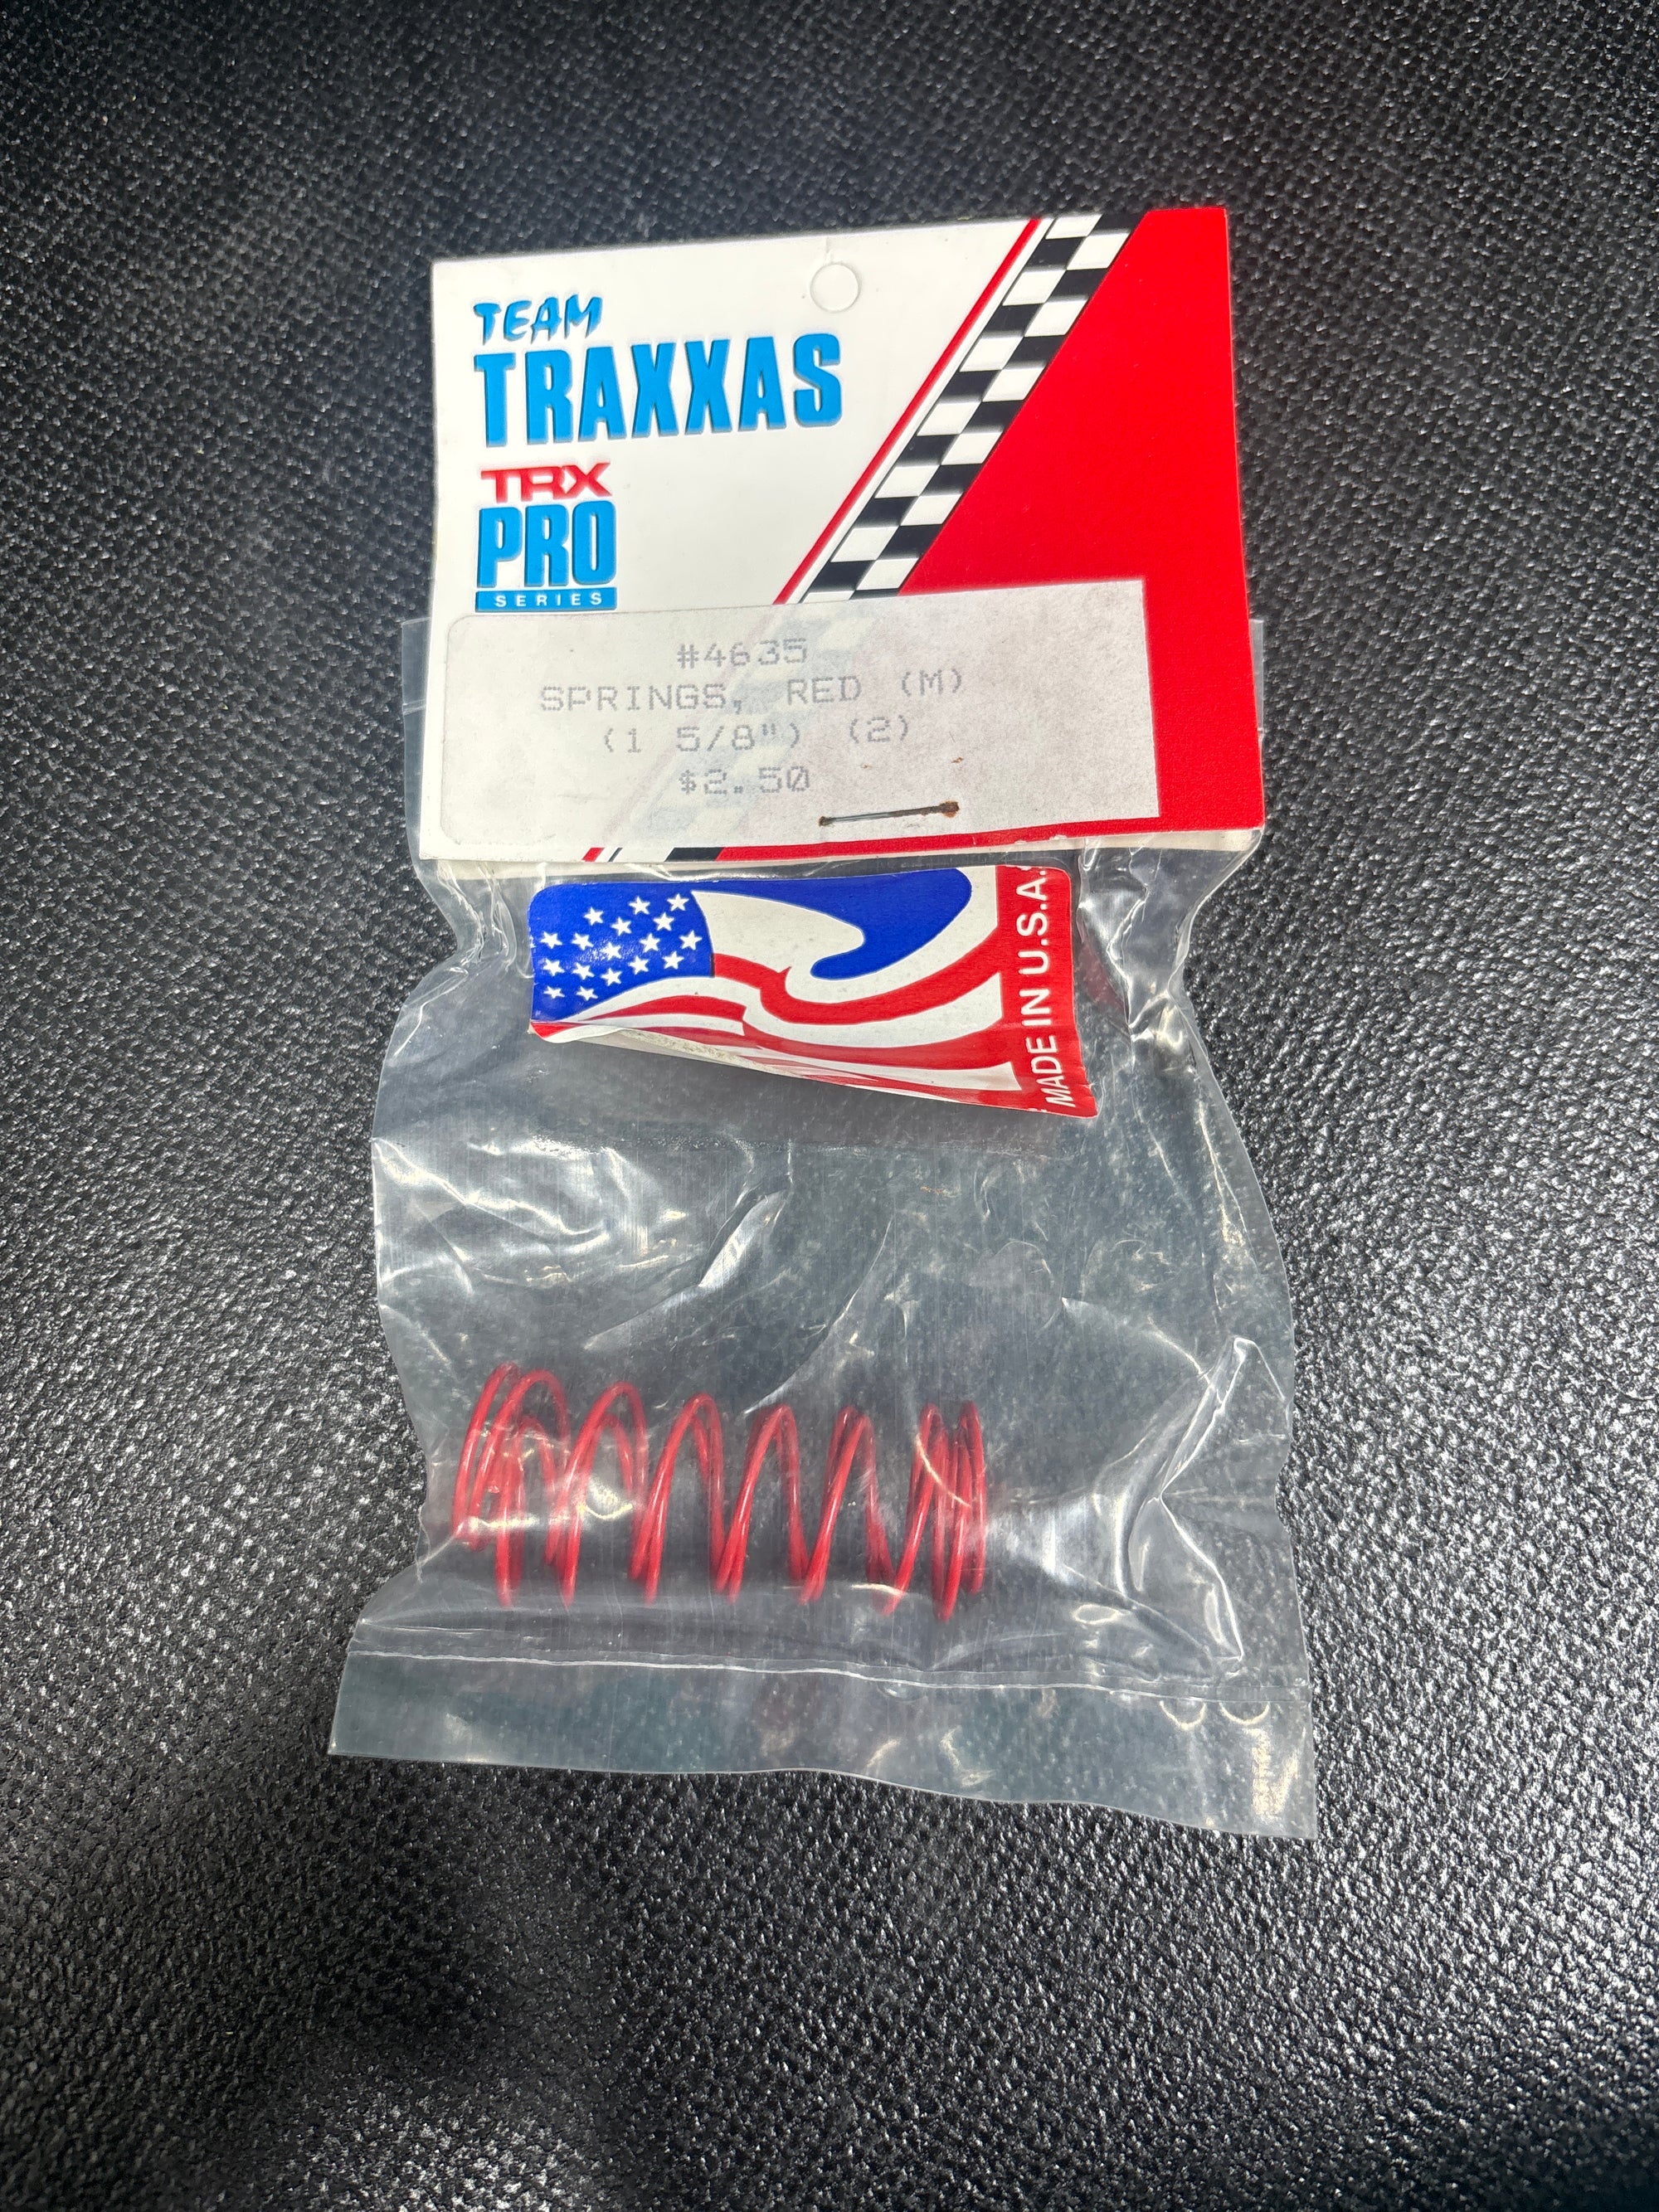 TEAM
TRAXXAS
TRX
PRO
SERIES
#4635
SPRINGS, RED (M)
(1 5/8") (2)
$2.50
MADE IN U.S.A.